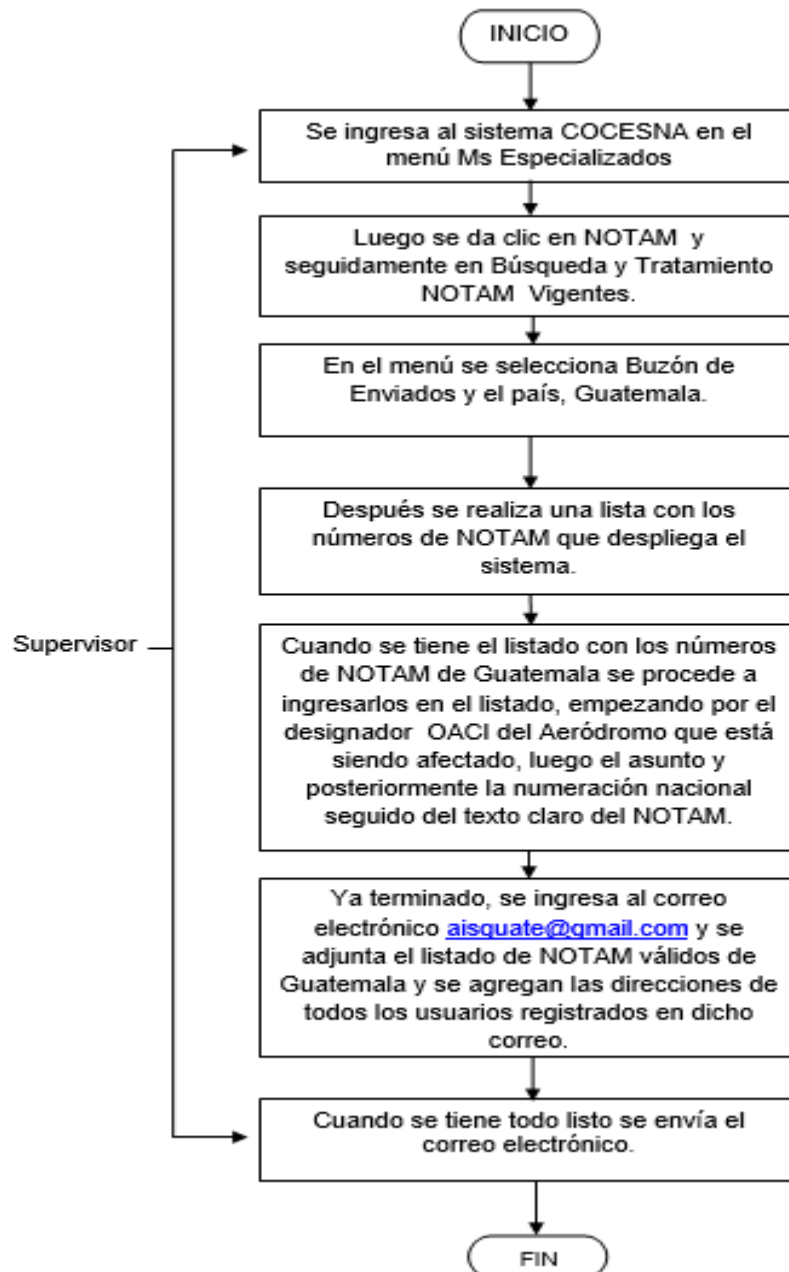 INICIO
Se ingresa al sistema COCESNA en el
menú Ms Especializados
Luego se da clic en NOTAM y
seguidamente en Búsqueda y Tratamiento
NOTAM Vigentes.
En el menú se selecciona Buzón de
Enviados y el país, Guatemala.
Después se realiza una lista con los
números de NOTAM que despliega el
sistema.
Supervisor
Cuando se tiene el listado con los números
de NOTAM de Guatemala se procede a
ingresarlos en el listado, empezando por el
designador OACI del Aeródromo que está
siendo afectado, luego el asunto y
posteriormente la numeración nacional
seguido del texto claro del NOTAM.
Ya terminado, se ingresa al correo
electrónico aisguate@gmail.com y se
adjunta el listado de NOTAM válidos de
Guatemala y se agregan las direcciones de
todos los usuarios registrados en dicho
correo.
Cuando se tiene todo listo se envía el
correo electrónico.
FIN